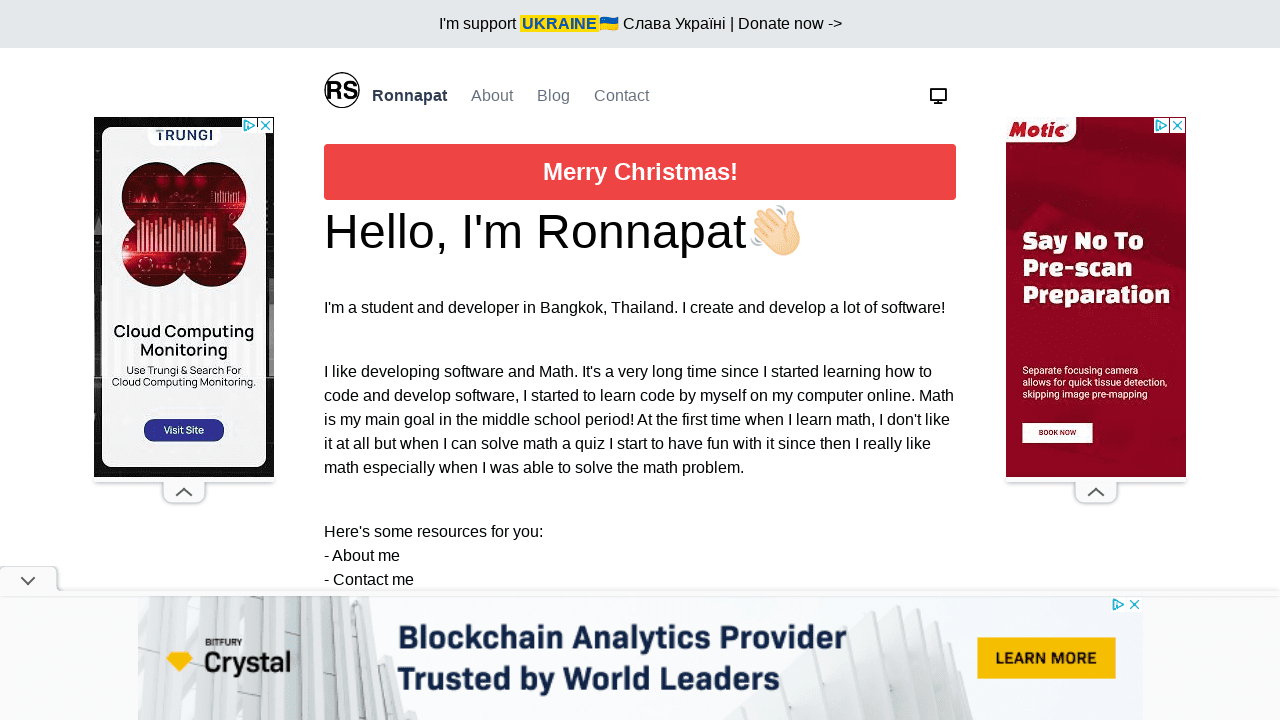 I'm support UKRAINE🇺🇦 Слава Україні | Donate now ->
RS Ronnapat About Blog Contact
Merry Christmas!
Hello, I'm Ronnapat👋🏻
I'm a student and developer in Bangkok, Thailand. I create and develop a lot of software!
I like developing software and Math. It's a very long time since I started learning how to
code and develop software, I started to learn code by myself on my computer online. Math
is my main goal in the middle school period! At the first time when I learn math, I don't like
it at all but when I can solve math a quiz I start to have fun with it since then I really like
math especially when I was able to solve the math problem.
Here's some resources for you:
- About me
- Contact me
TRUNGI
Cloud Computing
Monitoring
Use Trungi & Search For
Cloud Computing Monitoring.
Visit Site
Motic®
Say No To
Pre-scan
Preparation
Separate focusing camera
allows for quick tissue detection,
skipping image pre-mapping
BOOK NOW
BITFURY
Crystal
Blockchain Analytics Provider
Trusted by World Leaders
LEARN MORE